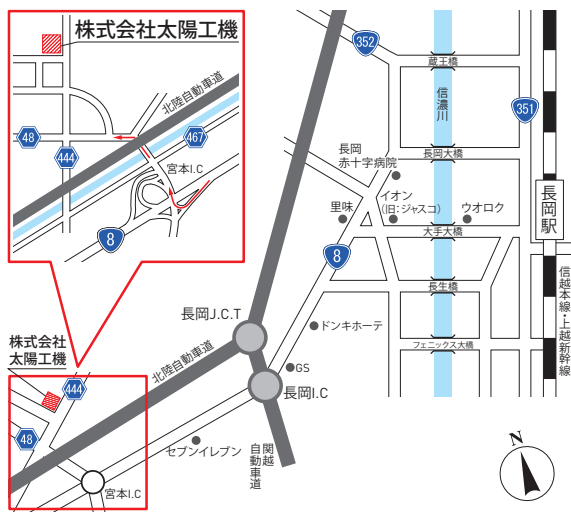 株式会社太陽工機
48
444
北陸自動車道
467
宮本I.C
8
352
蔵王橋
信濃川
351
長岡大橋
長岡
赤十字病院
里味
イオン
(旧:ジャスコ)
ウオロク
大手大橋
長岡駅
8
長生橋
信越本線・上越新幹線
長岡J.C.T
ドンキホーテ
フェニックス大橋
GS
長岡I.C
株式会社
太陽工機
444
北陸自動車道
48
セブンイレブン
関越
自動車道
宮本I.C
N